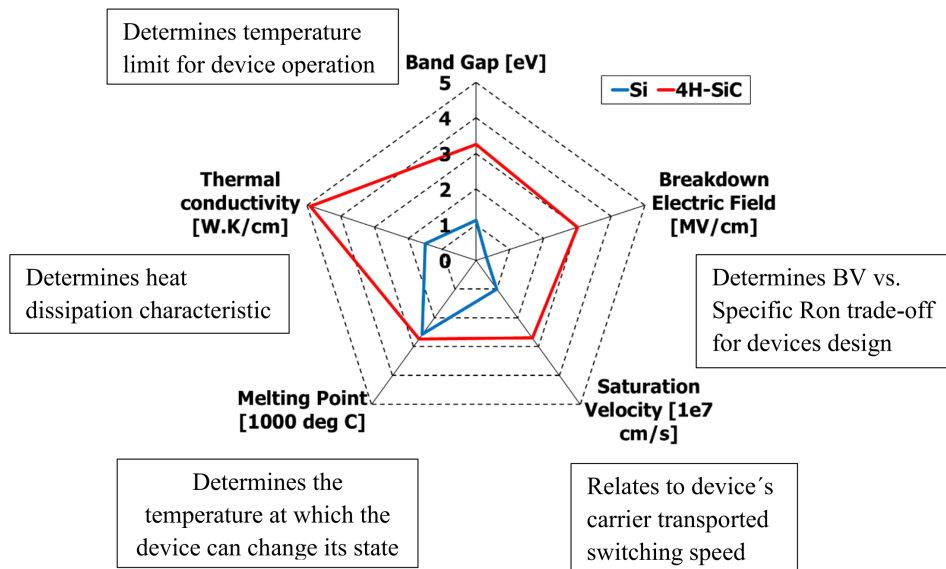 Determines temperature
limit for device operation
Band Gap [eV]
5
4
3
2
1
0
Si
4H-SiC
Thermal
conductivity
[W.K/cm]
Breakdown
Electric Field
[MV/cm]
Determines heat
dissipation characteristic
Determines BV vs.
Specific Ron trade-off
for devices design
Melting Point
[1000 deg C]
Saturation
Velocity [1e7
cm/s]
Determines the
temperature at which the
device can change its state
Relates to device´s
carrier transported
switching speed